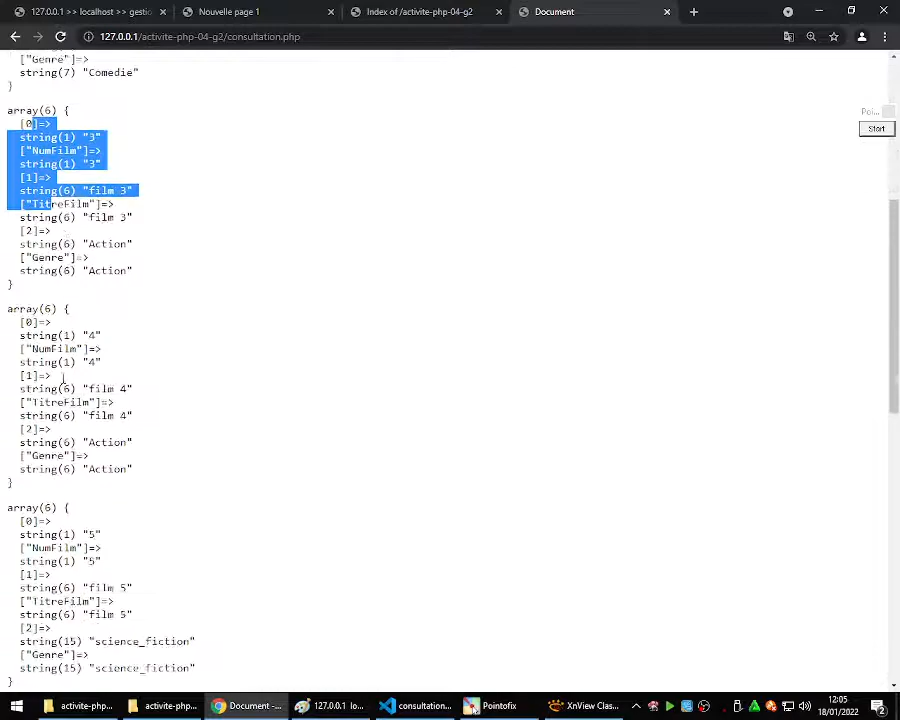 127.0.0.1 >> localhost >> gestio
Nouvelle page 1
Index of /activite-php-04-g2
Document
127.0.0.1/activite-php-04-g2/consultation.php
["Genre"]=>
string(7) "Comedie"
}
array(6) {
[0]=>
string(1) "3"
["NumFilm"]=>
string(1) "3"
[1]=>
string(6) "film 3"
["TitreFilm"]=>
string(6) "film 3"
[2]=>
string(6) "Action"
["Genre"]=>
string(6) "Action"
}
array(6) {
[0]=>
string(1) "4"
["NumFilm"]=>
string(1) "4"
[1]=>
string(6) "film 4"
["TitreFilm"]=>
string(6) "film 4"
[2]=>
string(6) "Action"
["Genre"]=>
string(6) "Action"
}
array(6) {
[0]=>
string(1) "5"
["NumFilm"]=>
string(1) "5"
[1]=>
string(6) "film 5"
["TitreFilm"]=>
string(6) "film 5"
[2]=>
string(15) "science_fiction"
["Genre"]=>
string(15) "science_fiction"
}
Poi...
Start
activite-php-...
activite-php-...
Document -...
127.0.0.1 lo...
consultation...
Pointofix
XnView Clas...
12:05
18/01/2022
2